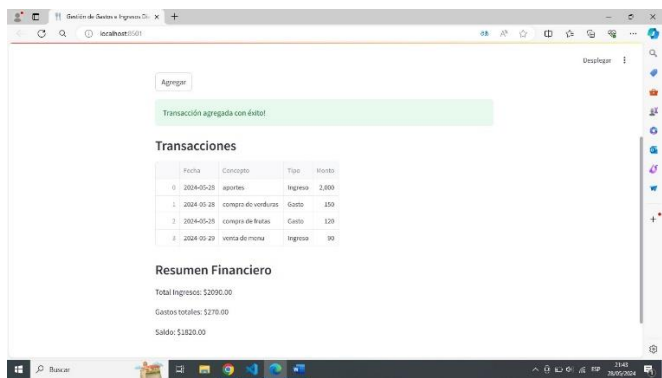 Gestión de Gastos e Ingresos Di
localhost:8501
Desplegar
Agregar
Transacción agregada con éxito!
Transacciones
Fecha Concepto Tipo Monto
0 2024-05-28 aportes Ingreso 2,000
1 2024-05-28 compra de verduras Gasto 150
2 2024-05-28 compra de frutas Gasto 120
3 2024-05-29 venta de menu Ingreso 90
Resumen Financiero
Total Ingresos: $2090.00
Gastos totales: $270.00
Saldo: $1820.00
Buscar
ESP
21:43
28/05/2024